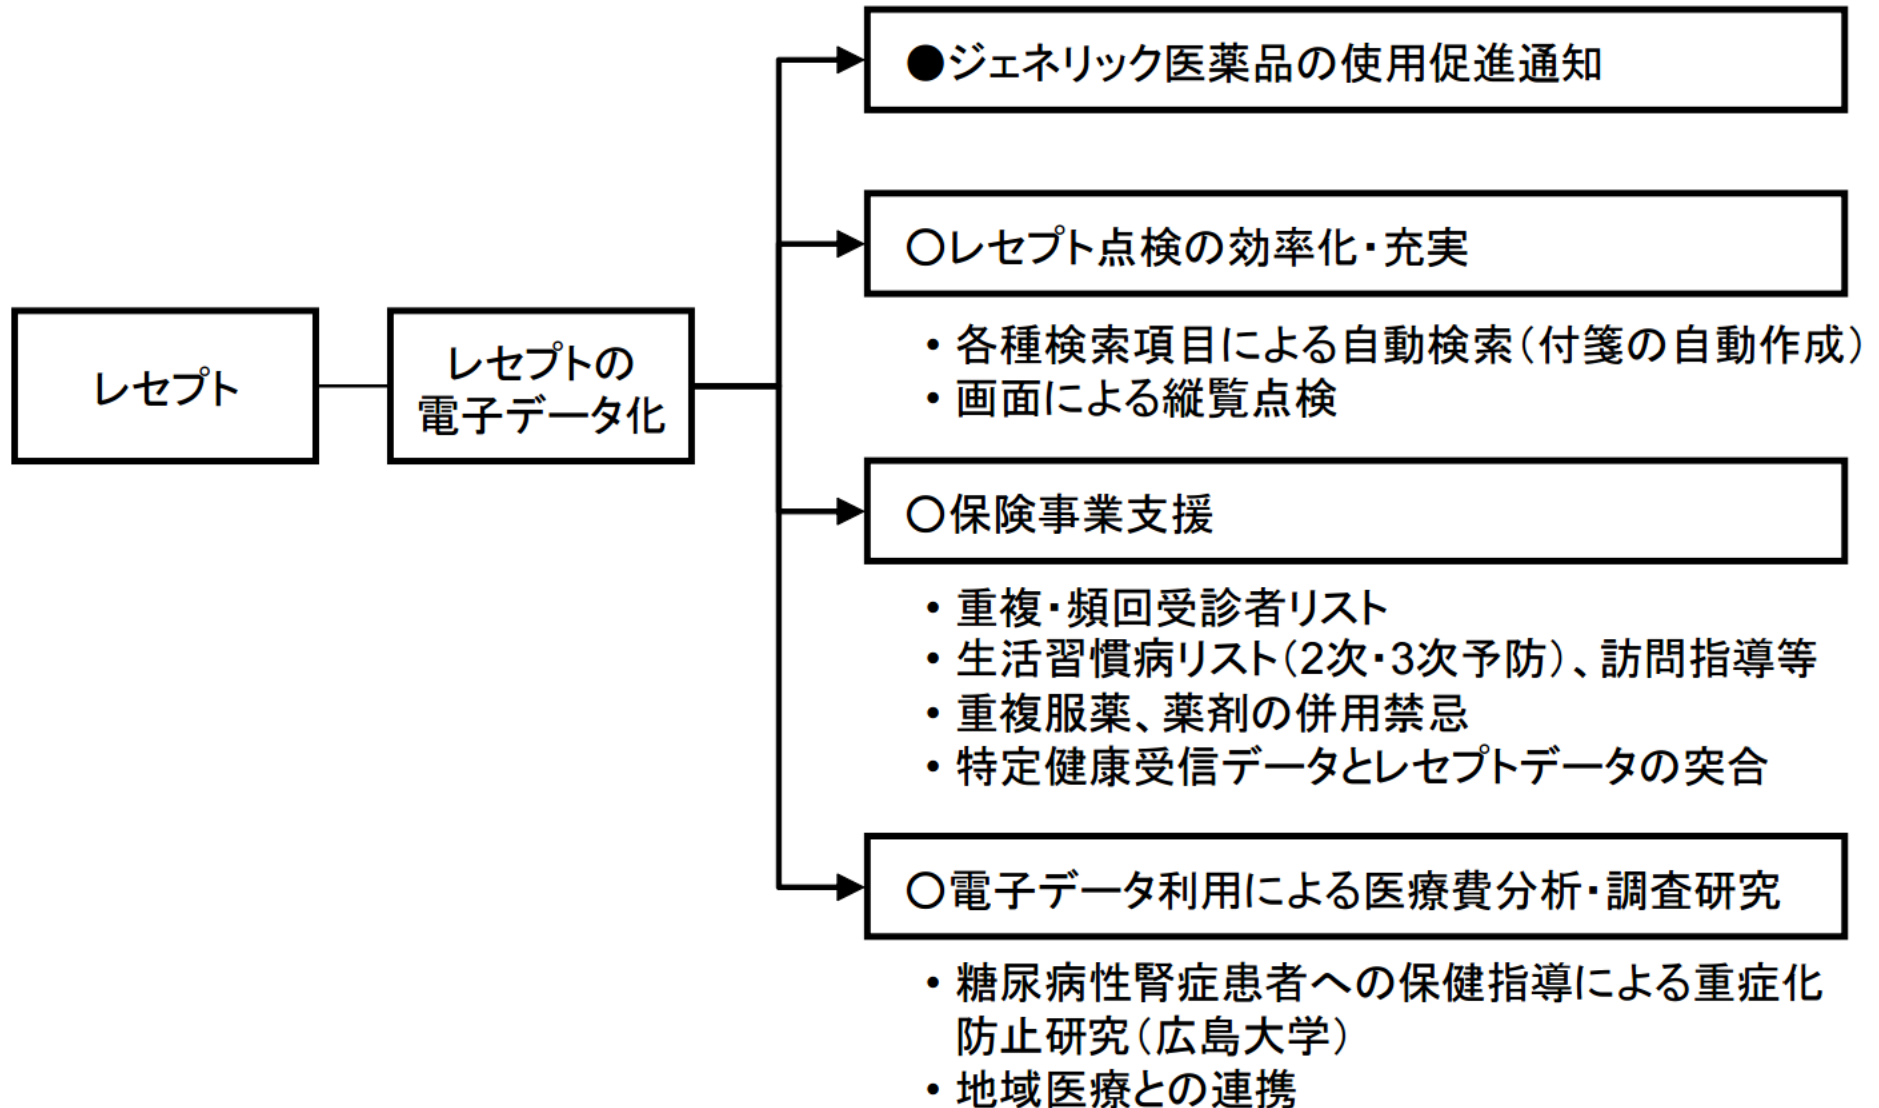 ●ジェネリック医薬品の使用促進通知
○レセプト点検の効率化・充実
・各種検索項目による自動検索(付箋の自動作成)
・画面による縦覧点検
レセプト
レセプトの
電子データ化
○保険事業支援
・重複・頻回受診者リスト
・生活習慣病リスト(2次・3次予防)、訪問指導等
・重複服薬、薬剤の併用禁忌
・特定健康受信データとレセプトデータの突合
○電子データ利用による医療費分析・調査研究
・糖尿病性腎症患者への保健指導による重症化
防止研究(広島大学)
・地域医療との連携